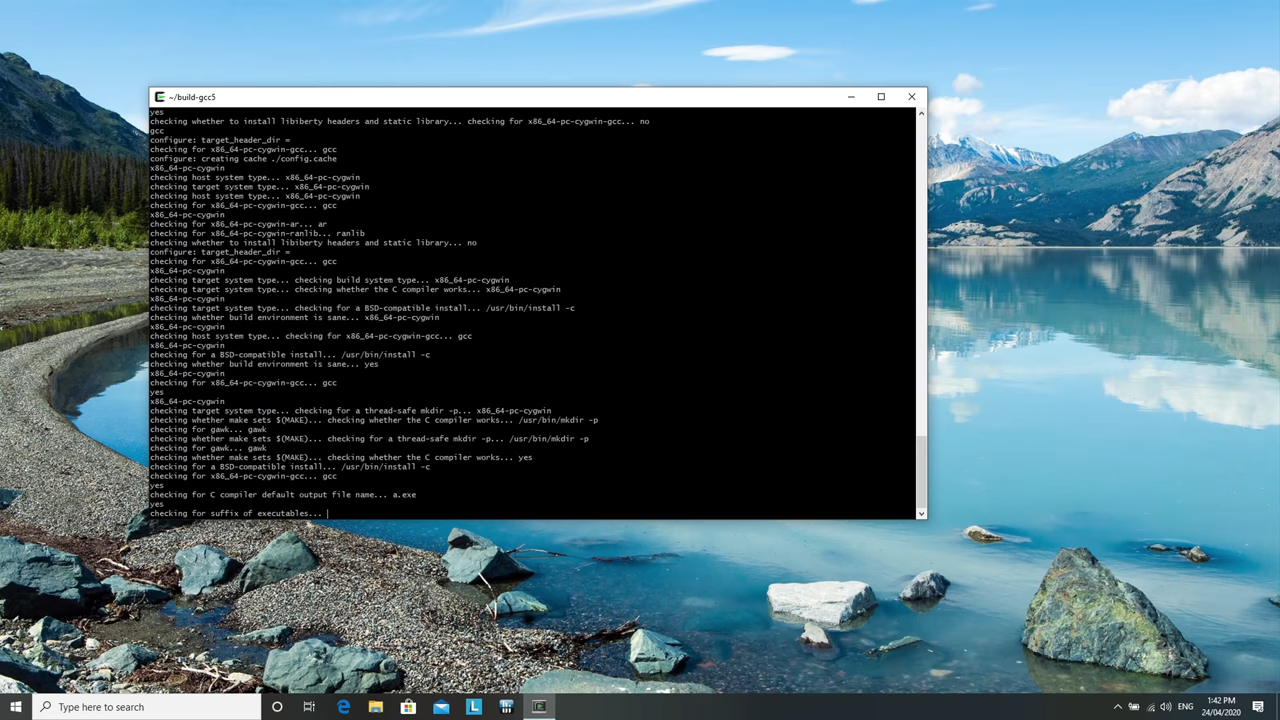 ~/build-gcc5
yes
checking whether to install libiberty headers and static library... checking for x86_64-pc-cygwin-gcc... no
gcc
configure: target_header_dir =
checking for x86_64-pc-cygwin-gcc... gcc
configure: creating cache ./config.cache
x86_64-pc-cygwin
checking host system type... x86_64-pc-cygwin
checking target system type... x86_64-pc-cygwin
checking host system type... x86_64-pc-cygwin
checking for x86_64-pc-cygwin-gcc... gcc
x86_64-pc-cygwin
checking for x86_64-pc-cygwin-ar... ar
checking for x86_64-pc-cygwin-ranlib... ranlib
checking whether to install libiberty headers and static library... no
configure: target_header_dir =
checking for x86_64-pc-cygwin-gcc... gcc
x86_64-pc-cygwin
checking target system type... checking build system type... x86_64-pc-cygwin
checking target system type... checking whether the C compiler works... x86_64-pc-cygwin
x86_64-pc-cygwin
checking target system type... checking for a BSD-compatible install... /usr/bin/install -c
checking whether build environment is sane... x86_64-pc-cygwin
x86_64-pc-cygwin
checking host system type... checking for x86_64-pc-cygwin-gcc... gcc
x86_64-pc-cygwin
checking for a BSD-compatible install... /usr/bin/install -c
checking whether build environment is sane... yes
x86_64-pc-cygwin
checking for x86_64-pc-cygwin-gcc... gcc
yes
x86_64-pc-cygwin
checking target system type... checking for a thread-safe mkdir -p... x86_64-pc-cygwin
checking whether make sets $(MAKE)... checking whether the C compiler works... /usr/bin/mkdir -p
checking for gawk... gawk
checking whether make sets $(MAKE)... checking for a thread-safe mkdir -p... /usr/bin/mkdir -p
checking for gawk... gawk
checking whether make sets $(MAKE)... checking whether the C compiler works... yes
checking for a BSD-compatible install... /usr/bin/install -c
checking for x86_64-pc-cygwin-gcc... gcc
yes
checking for C compiler default output file name... a.exe
yes
checking for suffix of executables...
Type here to search
L
ENG
1:42 PM
24/04/2020